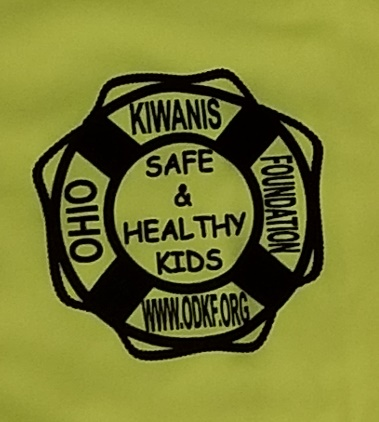 OHIO
KIWANIS
FOUNDATION
SAFE
&
HEALTHY
KIDS
WWW.ODKF.ORG